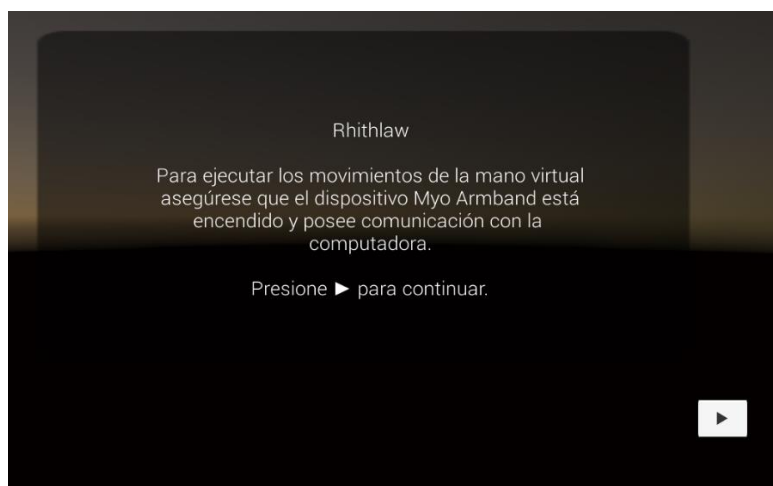 Rhithlaw
Para ejecutar los movimientos de la mano virtual
asegúrese que el dispositivo Myo Armband está
encendido y posee comunicación con la
computadora.
Presione ► para continuar.